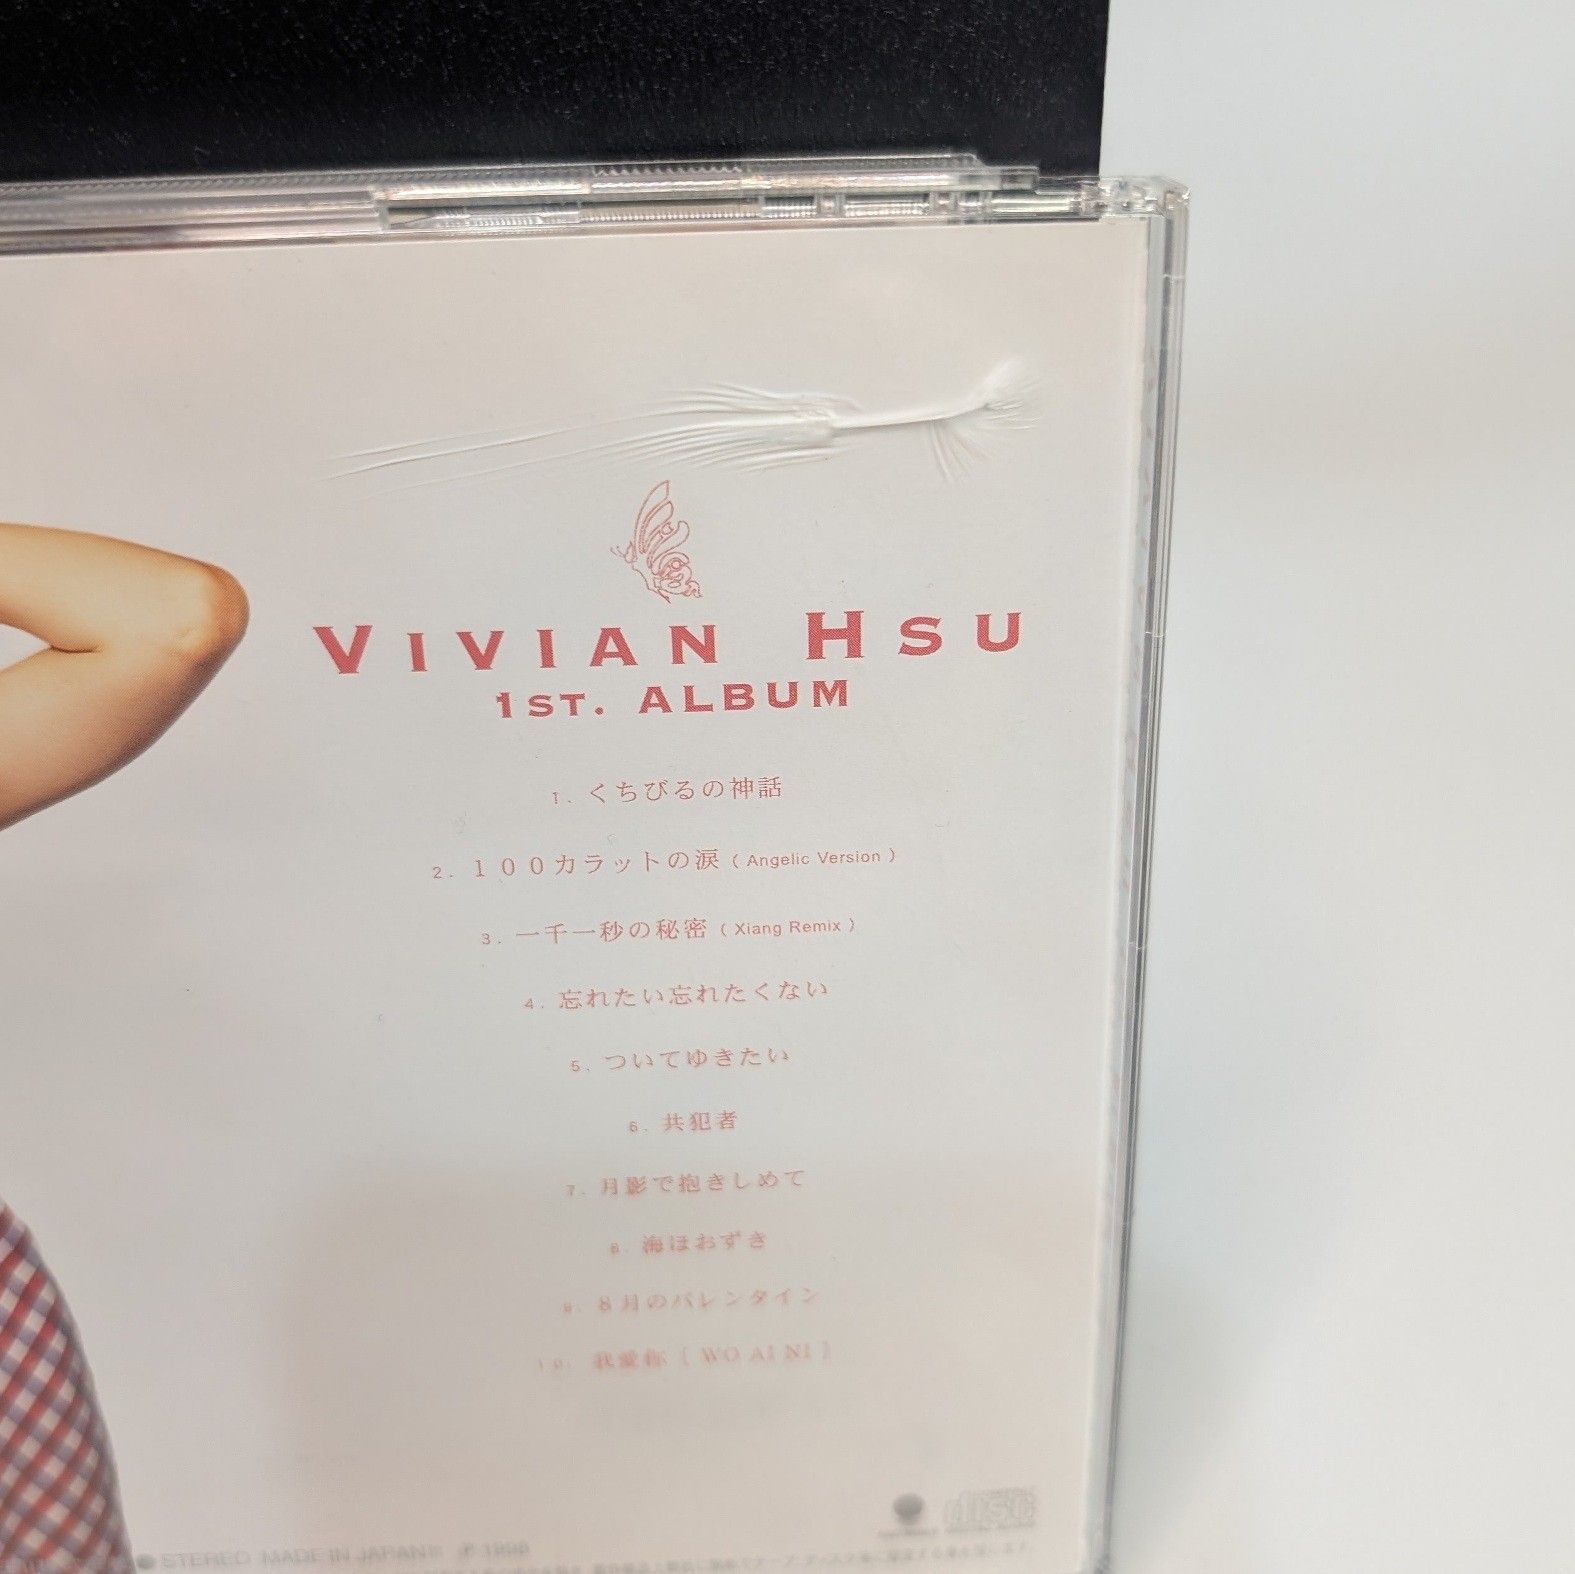 VIVIAN HSU
1ST. ALBUM
1. くちびるの神話
2. 100カラットの涙 ( Angelic Version )
3. 一千一秒の秘密 ( Xiang Remix )
4. 忘れたい忘れたくない
5. ついてゆきたい
6. 共犯者
7. 月影で抱きしめて
8. 海ほおずき
9. 8月のバレンタイン
10. 我愛你 [ WO AI NI ]
disc
STEREO MADE IN JAPAN ℗ 1998